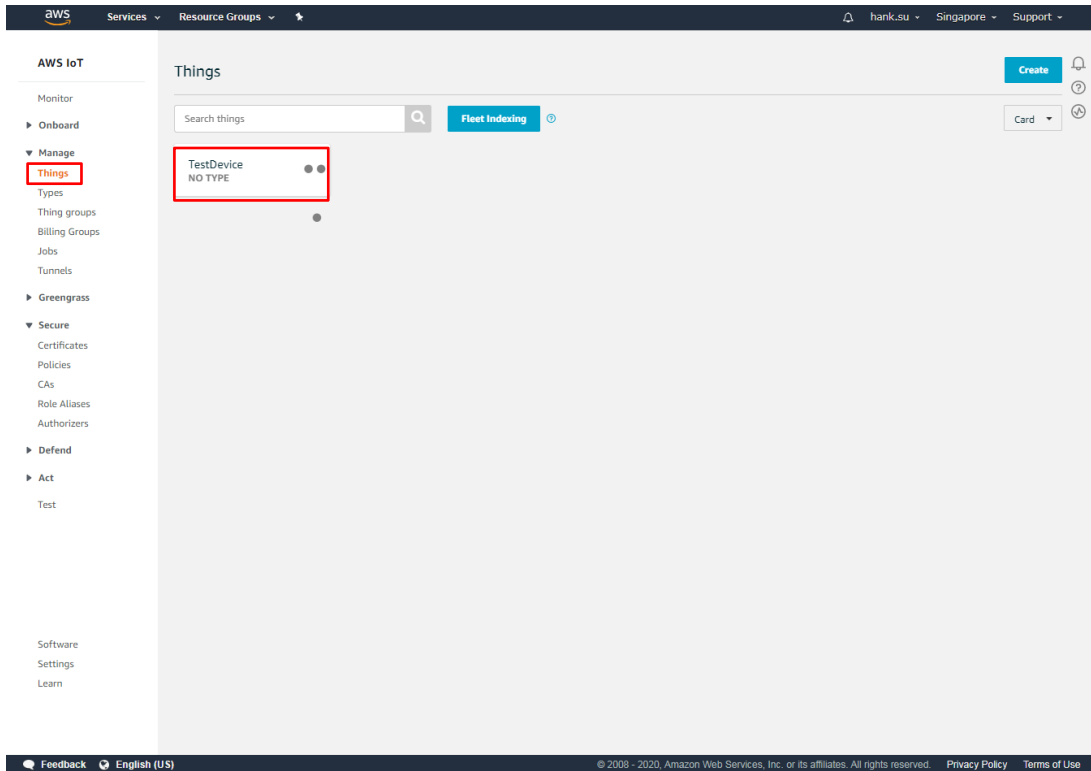 aws Services Resource Groups hank.su Singapore Support
AWS IoT
Monitor
Onboard
Manage
Things
Types
Thing groups
Billing Groups
Jobs
Tunnels
Greengrass
Secure
Certificates
Policies
CAs
Role Aliases
Authorizers
Defend
Act
Test
Software
Settings
Learn
Things
Create
Search things
Fleet Indexing
Card
TestDevice
NO TYPE
Feedback English (US) © 2008 - 2020, Amazon Web Services, Inc. or its affiliates. All rights reserved. Privacy Policy Terms of Use